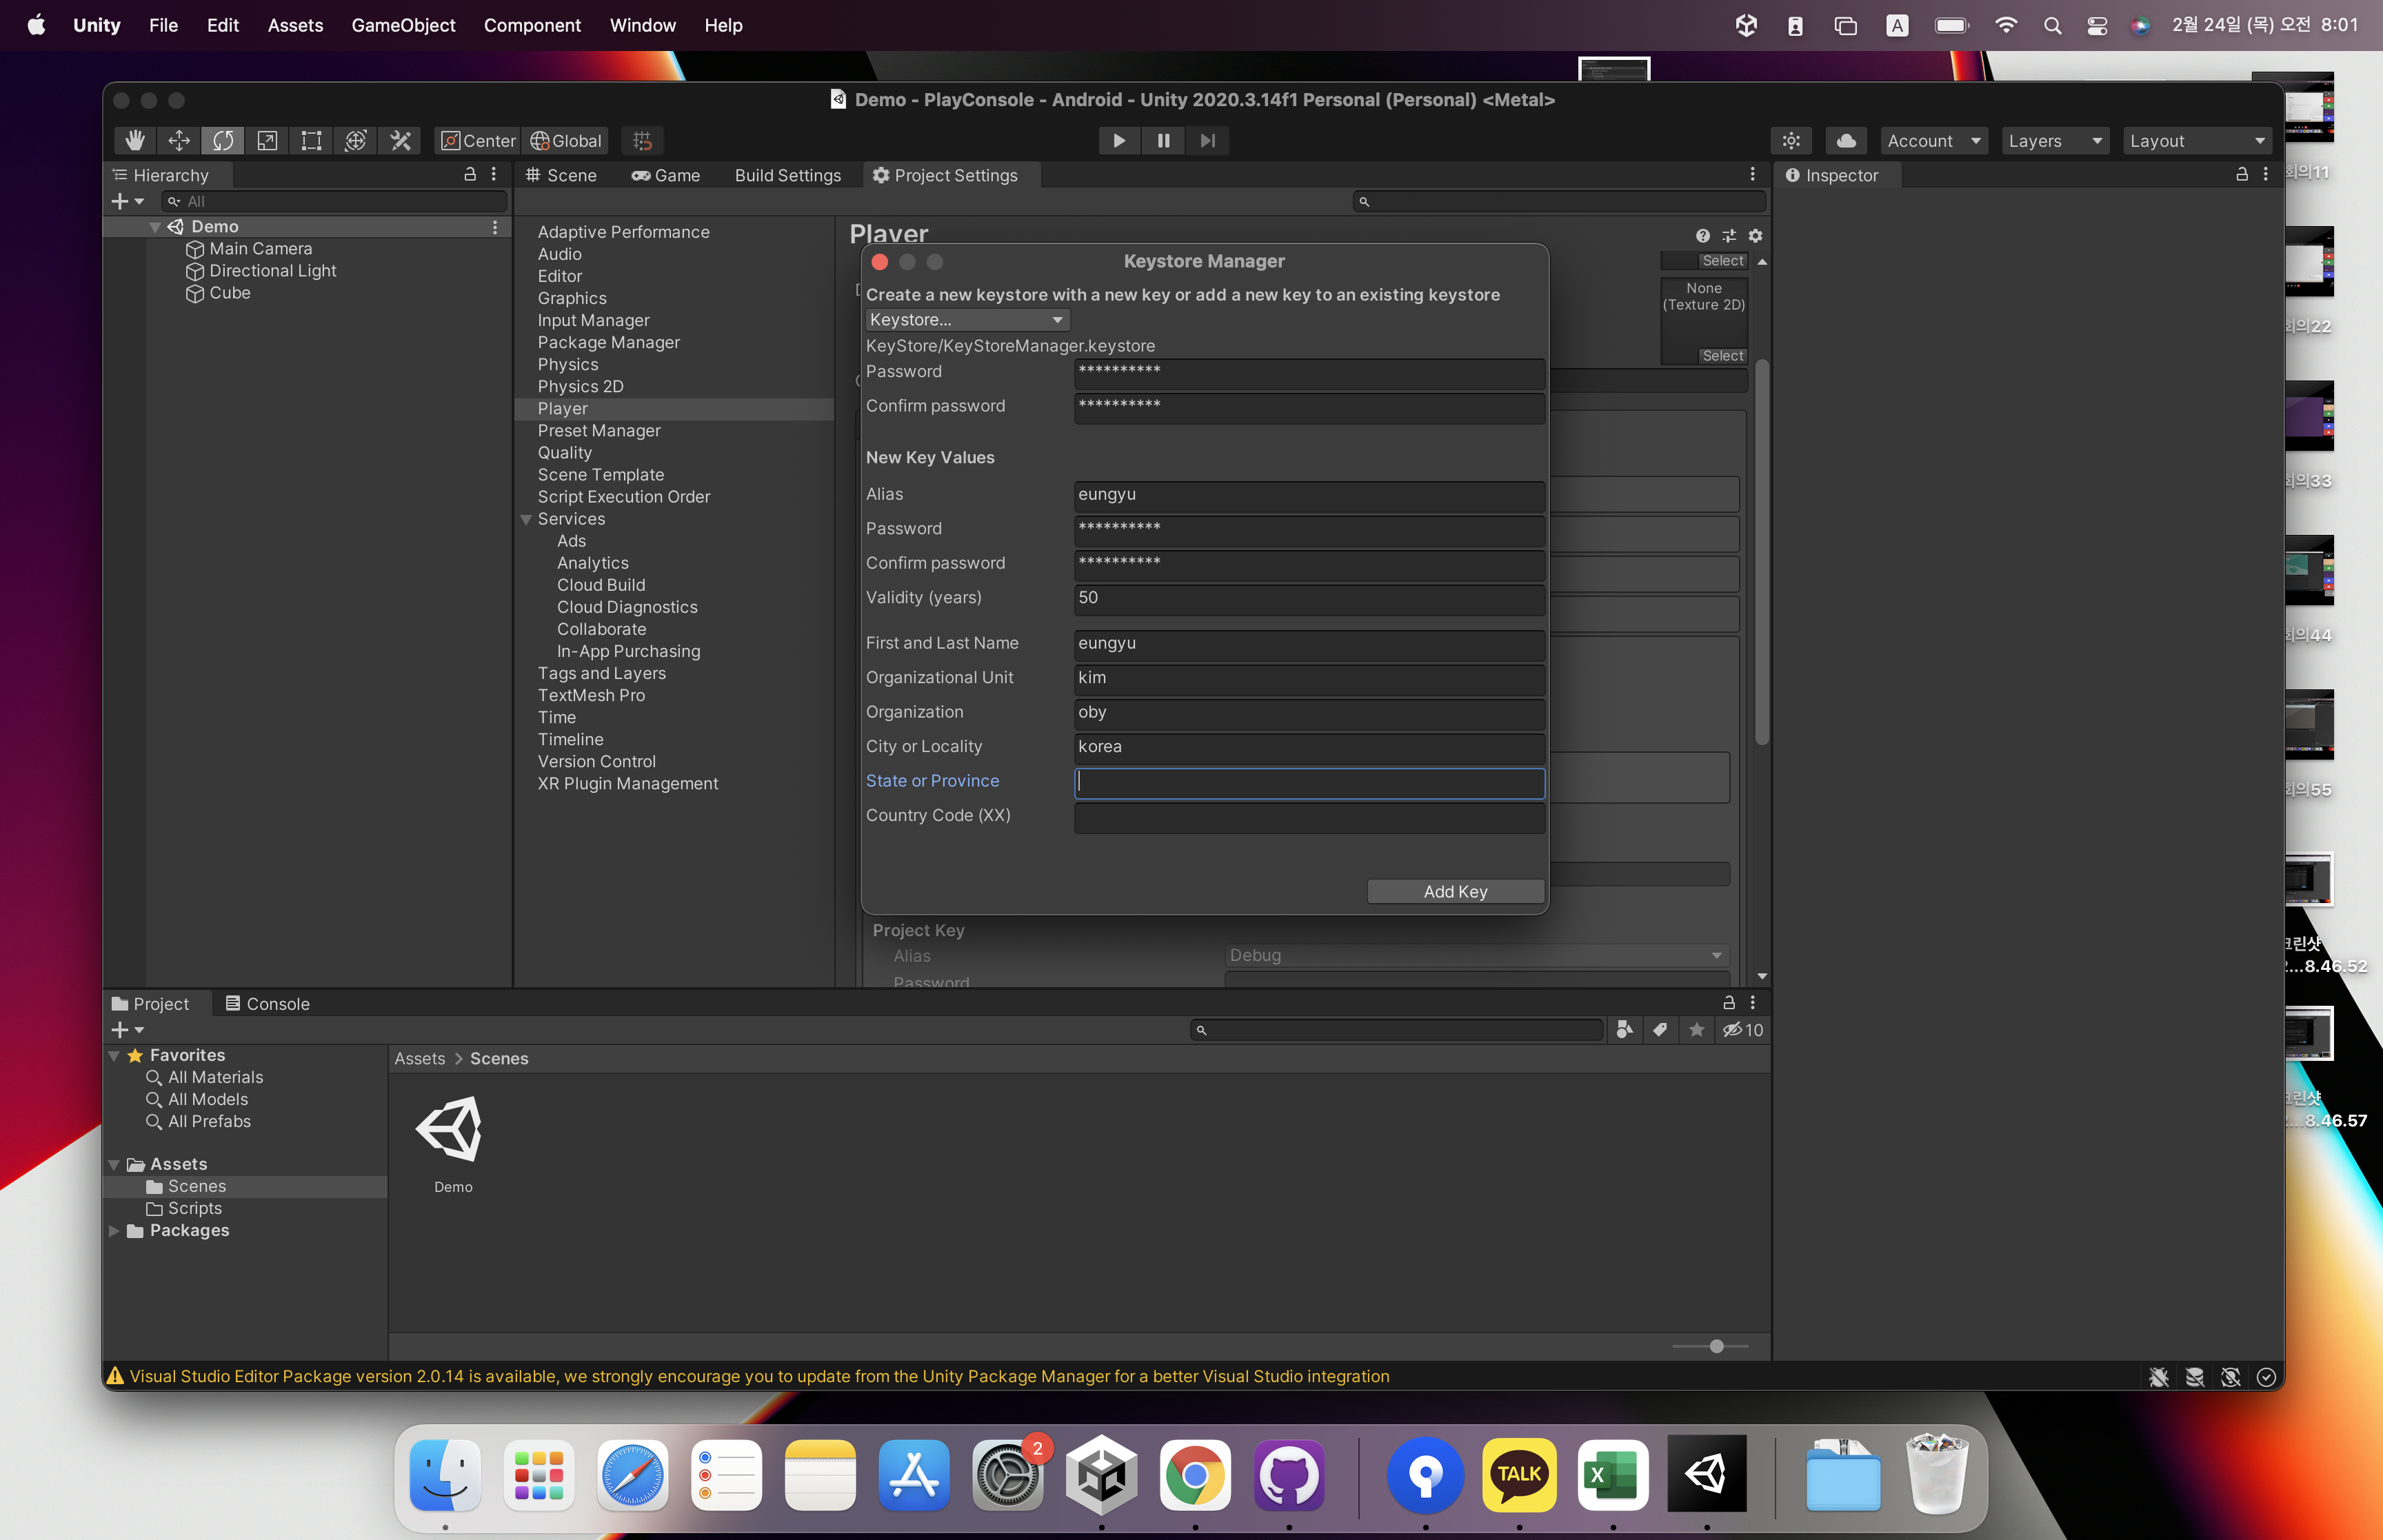 Unity File Edit Assets GameObject Component Window Help
A
2월 24일 (목) 오전 8:01
Demo - PlayConsole - Android - Unity 2020.3.14f1 Personal (Personal) <Metal>
Center Global
Account Layers Layout
Hierarchy
All
Demo
Main Camera
Directional Light
Cube
Scene Game Build Settings Project Settings
Adaptive Performance
Audio
Editor
Graphics
Input Manager
Package Manager
Physics
Physics 2D
Player
Preset Manager
Quality
Scene Template
Script Execution Order
Services
Ads
Analytics
Cloud Build
Cloud Diagnostics
Collaborate
In-App Purchasing
Tags and Layers
TextMesh Pro
Time
Timeline
Version Control
XR Plugin Management
Player
Select
None
(Texture 2D)
Select
Keystore Manager
Create a new keystore with a new key or add a new key to an existing keystore
Keystore...
KeyStore/KeyStoreManager.keystore
Password **********
Confirm password **********
New Key Values
Alias eungyu
Password **********
Confirm password **********
Validity (years) 50
First and Last Name eungyu
Organizational Unit kim
Organization oby
City or Locality korea
State or Province
Country Code (XX)
Add Key
Project Key
Alias Debug
Password
Inspector
회의11
회의22
회의33
회의44
회의55
크린샷
2...8.46.52
크린샷
2...8.46.57
Project Console
10
Favorites
All Materials
All Models
All Prefabs
Assets
Scenes
Scripts
Packages
Assets > Scenes
Demo
Visual Studio Editor Package version 2.0.14 is available, we strongly encourage you to update from the Unity Package Manager for a better Visual Studio integration
2
TALK
X